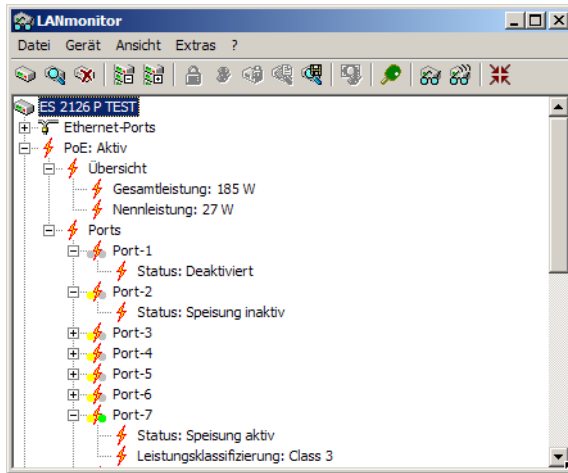 LANmonitor
Datei Gerät Ansicht Extras ?
ES 2126 P TEST
Ethernet-Ports
PoE: Aktiv
Übersicht
Gesamtleistung: 185 W
Nennleistung: 27 W
Ports
Port-1
Status: Deaktiviert
Port-2
Status: Speisung inaktiv
Port-3
Port-4
Port-5
Port-6
Port-7
Status: Speisung aktiv
Leistungsklassifizierung: Class 3